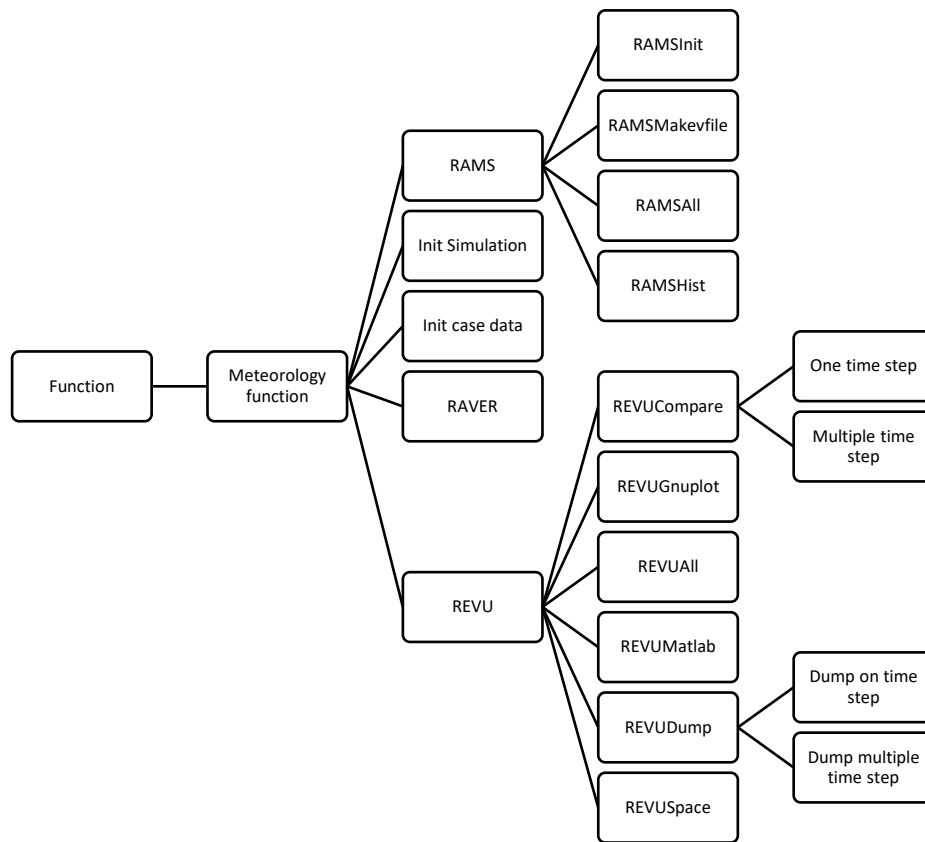 Function
Meteorology
function
RAMS
RAMSInit
RAMSMakevfile
RAMSAll
RAMSHist
Init Simulation
Init case data
RAVER
REVU
REVUCompare
One time step
Multiple time
step
REVUGnuplot
REVUAll
REVUMatlab
REVUDump
Dump on time
step
Dump multiple
time step
REVUSpace